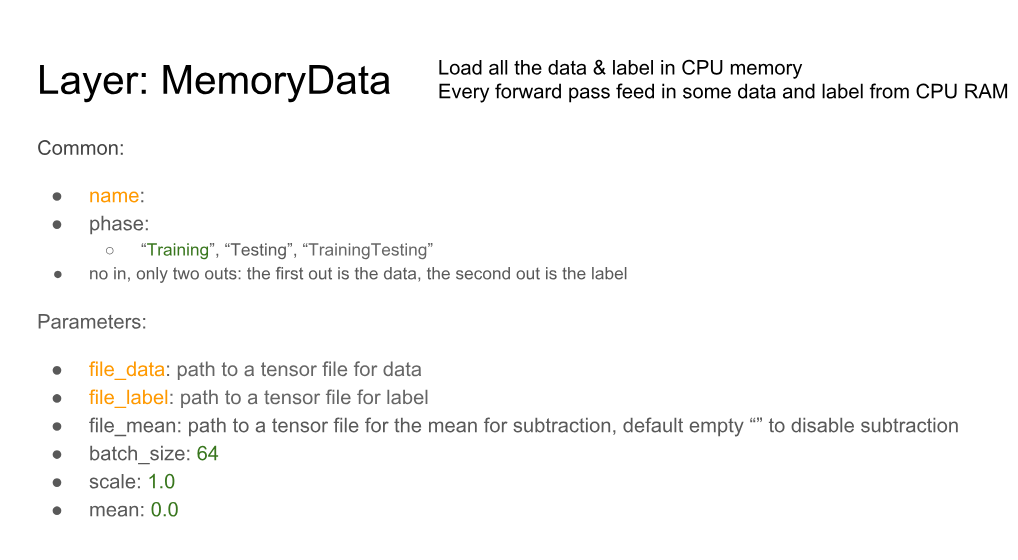 Layer: MemoryData
Load all the data & label in CPU memory
Every forward pass feed in some data and label from CPU RAM
Common:
● name:
● phase:
○ “Training”, “Testing”, “TrainingTesting”
● no in, only two outs: the first out is the data, the second out is the label
Parameters:
● file_data: path to a tensor file for data
● file_label: path to a tensor file for label
● file_mean: path to a tensor file for the mean for subtraction, default empty “” to disable subtraction
● batch_size: 64
● scale: 1.0
● mean: 0.0